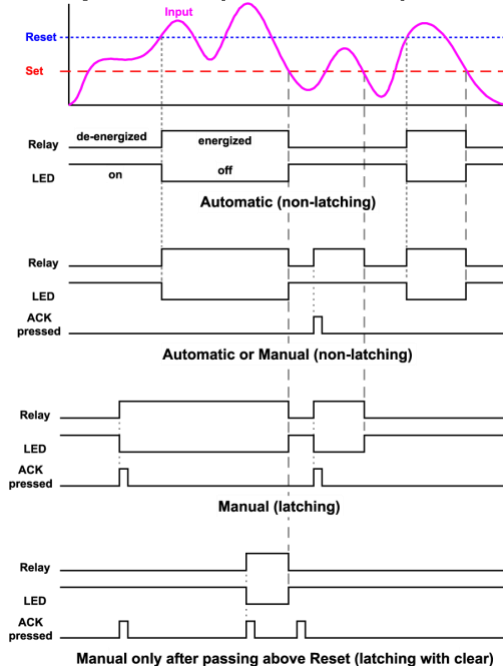 Input
Reset
Set
de-energized energized
Relay
LED
on off
Automatic (non-latching)
Relay
LED
ACK
pressed
Automatic or Manual (non-latching)
Relay
LED
ACK
pressed
Manual (latching)
Relay
LED
ACK
pressed
Manual only after passing above Reset (latching with clear)